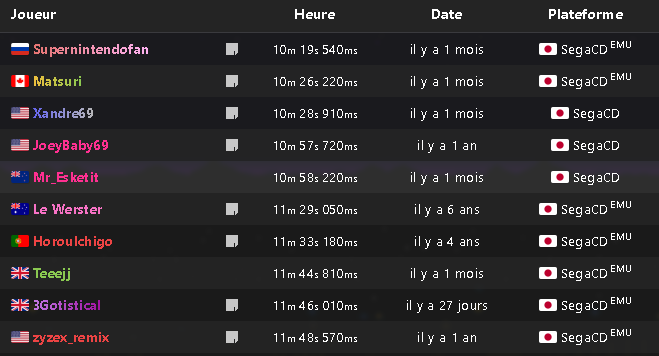 Joueur Heure Date Plateforme
Supernintendofan 10m 19s 540ms il y a 1 mois SegaCD EMU
Matsuri 10m 26s 220ms il y a 1 mois SegaCD EMU
Xandre69 10m 28s 910ms il y a 1 mois SegaCD
JoeyBaby69 10m 57s 720ms il y a 1 an SegaCD
Mr_Esketit 10m 58s 220ms il y a 1 mois SegaCD
Le Werster 11m 29s 050ms il y a 6 ans SegaCD EMU
HorouIchigo 11m 33s 180ms il y a 4 ans SegaCD EMU
Teeejj 11m 44s 810ms il y a 1 mois SegaCD EMU
3Gotistical 11m 46s 010ms il y a 27 jours SegaCD EMU
zyzex_remix 11m 48s 570ms il y a 1 an SegaCD EMU